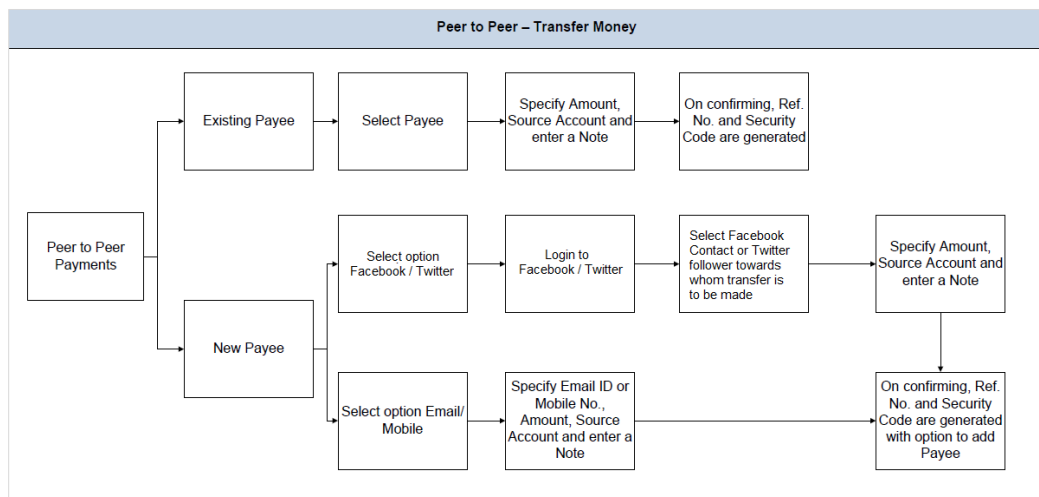 Peer to Peer – Transfer Money
Existing Payee
Select Payee
Specify Amount,
Source Account and
enter a Note
On confirming, Ref.
No. and Security
Code are generated
Peer to Peer
Payments
Select option
Facebook / Twitter
Login to
Facebook / Twitter
Select Facebook
Contact or Twitter
follower towards
whom transfer is
to be made
Specify Amount,
Source Account and
enter a Note
New Payee
Select option Email/
Mobile
Specify Email ID or
Mobile No.,
Amount, Source
Account and enter a
Note
On confirming, Ref.
No. and Security
Code are generated
with option to add
Payee